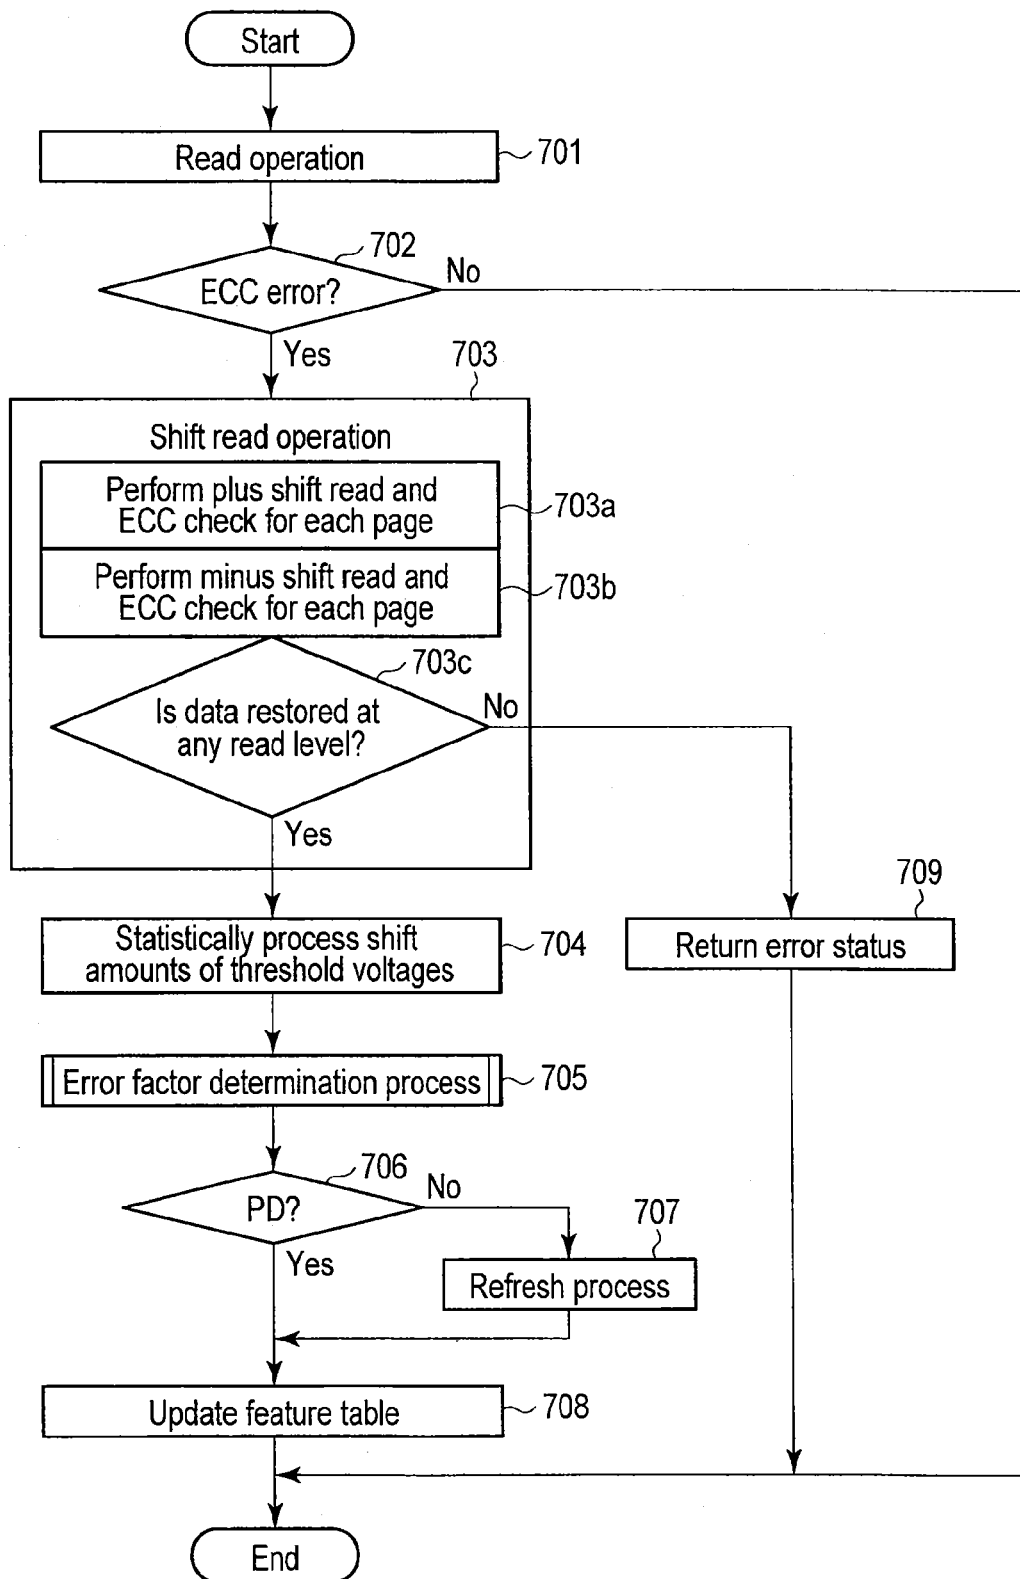 Start
Read operation
701
702
ECC error?
No
Yes
703
Shift read operation
Perform plus shift read and
ECC check for each page
703a
Perform minus shift read and
ECC check for each page
703b
703c
Is data restored at
any read level?
No
Yes
709
Return error status
Statistically process shift
amounts of threshold voltages
704
Error factor determination process
705
706
PD?
No
Yes
707
Refresh process
Update feature table
708
End